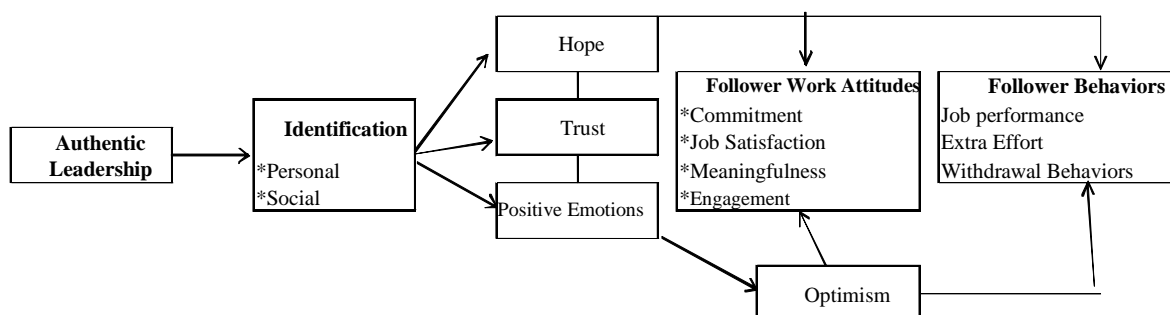 Authentic
Leadership
Identification
*Personal
*Social
Hope
Trust
Positive Emotions
Follower Work Attitudes
*Commitment
*Job Satisfaction
*Meaningfulness
*Engagement
Follower Behaviors
Job performance
Extra Effort
Withdrawal Behaviors
Optimism